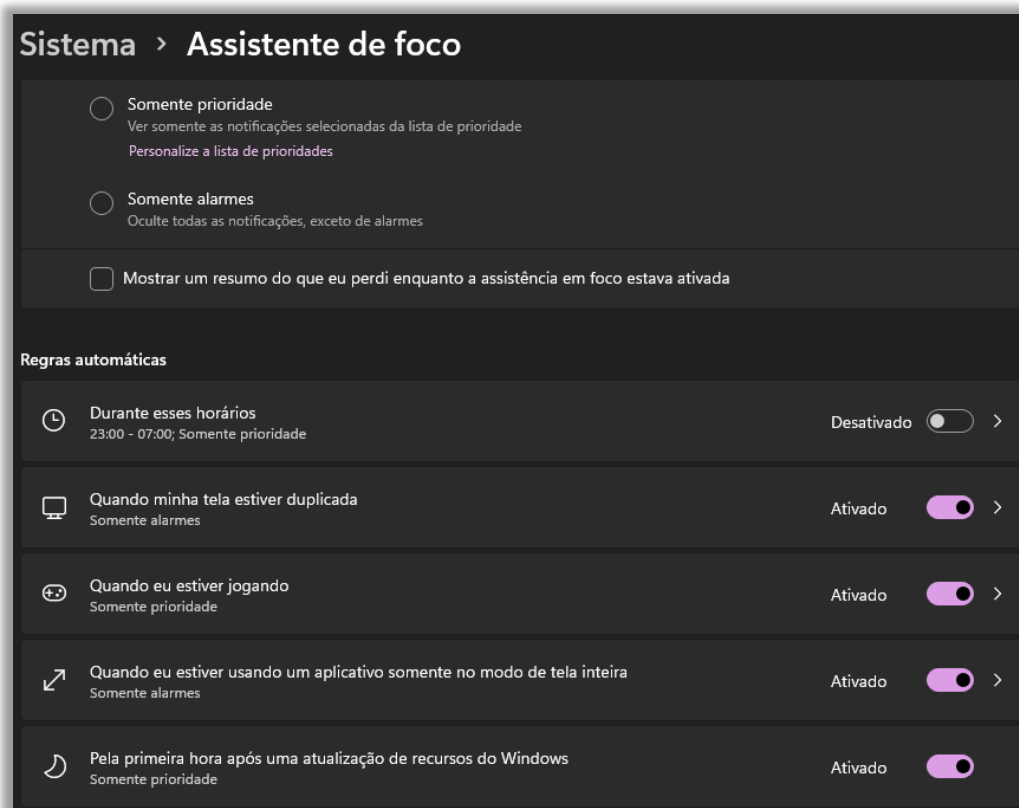 Sistema > Assistente de foco
Somente prioridade
Ver somente as notificações selecionadas da lista de prioridade
Personalize a lista de prioridades
Somente alarmes
Oculte todas as notificações, exceto de alarmes
Mostrar um resumo do que eu perdi enquanto a assistência em foco estava ativada
Regras automáticas
Durante esses horários
23:00 - 07:00; Somente prioridade
Desativado
Quando minha tela estiver duplicada
Somente alarmes
Ativado
Quando eu estiver jogando
Somente prioridade
Ativado
Quando eu estiver usando um aplicativo somente no modo de tela inteira
Somente alarmes
Ativado
Pela primeira hora após uma atualização de recursos do Windows
Somente prioridade
Ativado